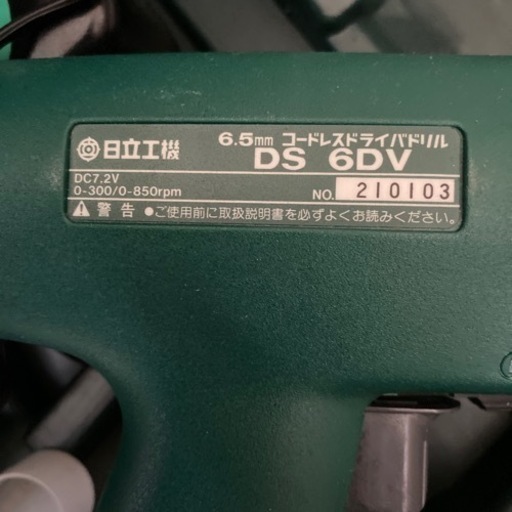 日立工機
6.5mm コードレスドライバドリル
DS 6DV
DC7.2V
0-300/0-850rpm
NO. 210103
警告 ●ご使用前に取扱説明書を必ずよくお読みください。